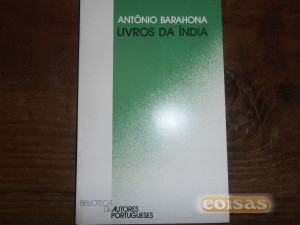 ANTÓNIO BARAHONA
LIVROS DA ÍNDIA
BIBLIOTECA
DE AUTORES
PORTUGUESES
coisas